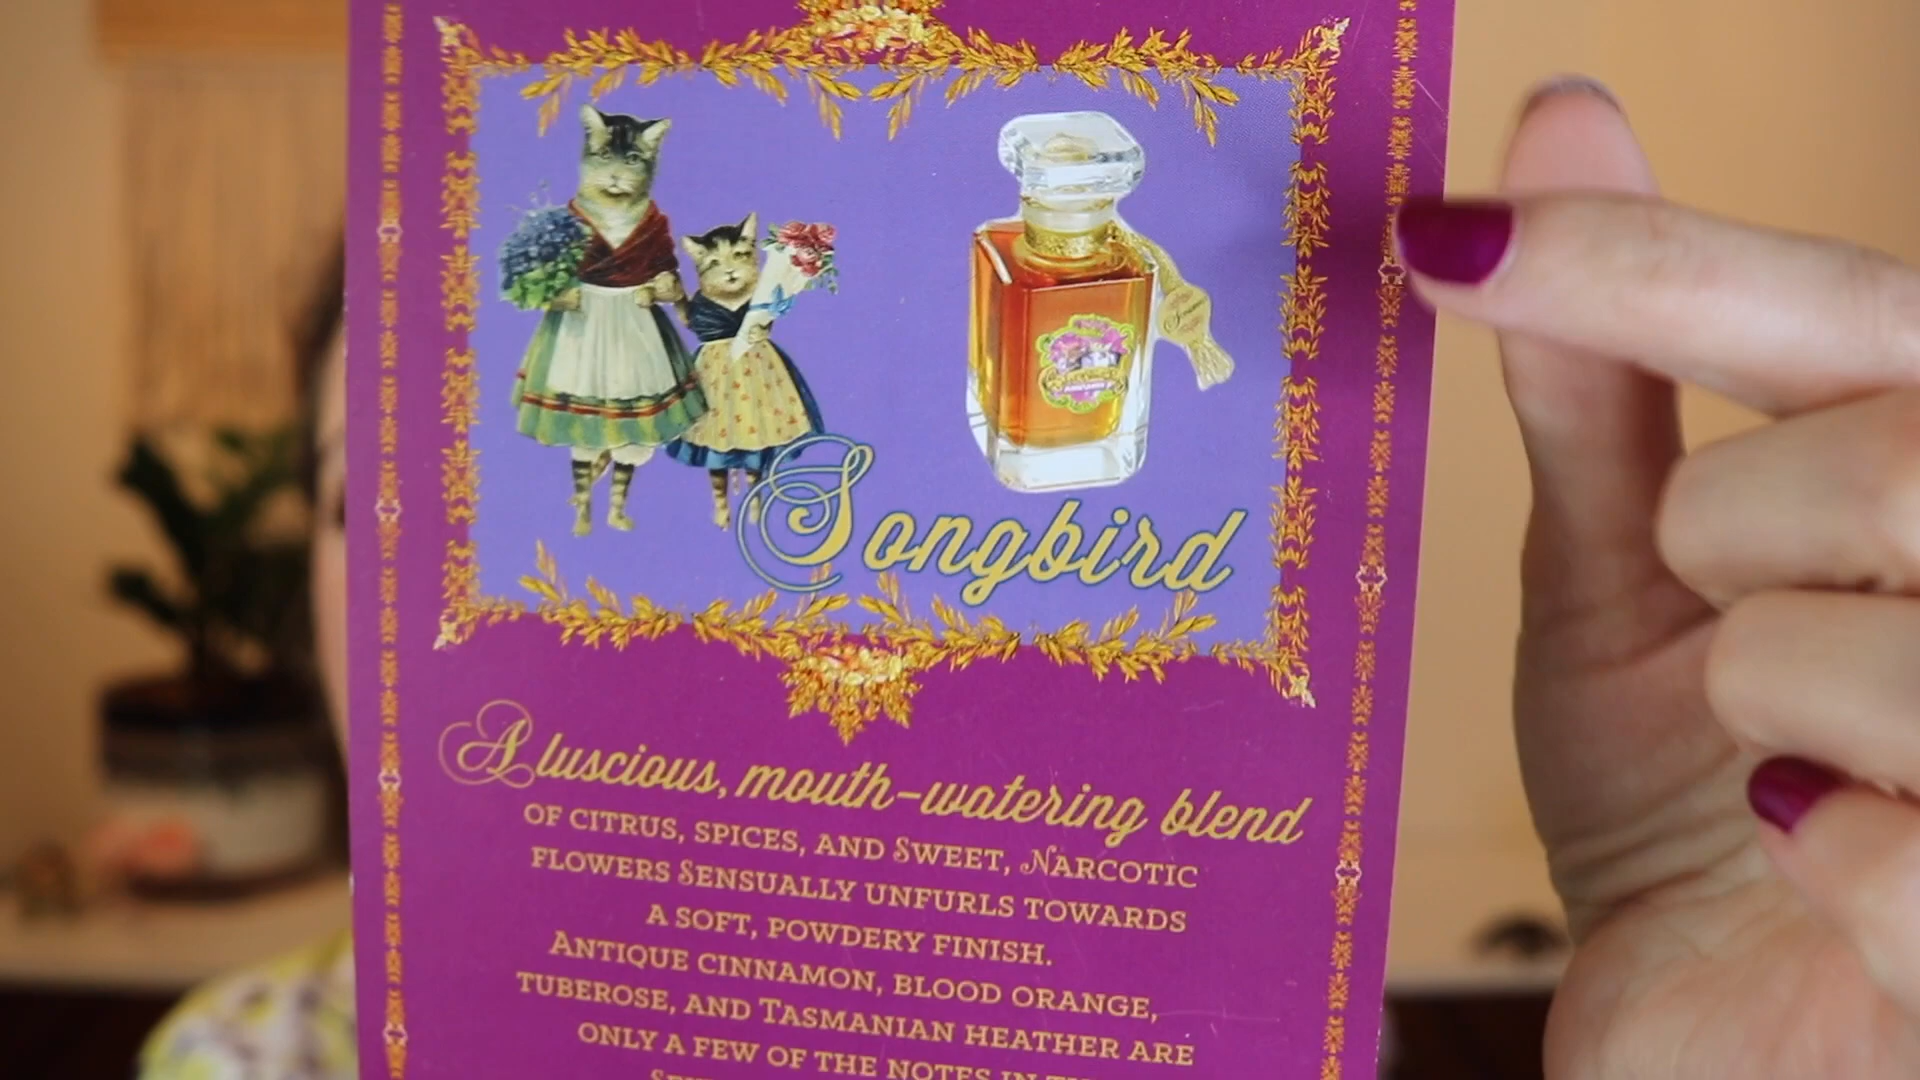 Songbird
A luscious, mouth-watering blend
OF CITRUS, SPICES, AND SWEET, NARCOTIC
FLOWERS SENSUALLY UNFURLS TOWARDS
A SOFT, POWDERY FINISH.
ANTIQUE CINNAMON, BLOOD ORANGE,
TUBEROSE, AND TASMANIAN HEATHER ARE
ONLY A FEW OF THE NOTES IN